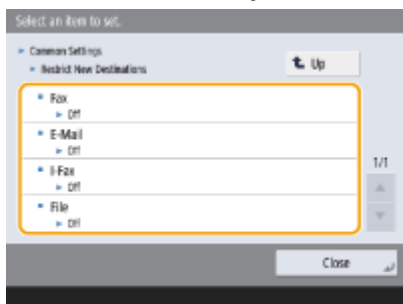 Select an item to set.
Common Settings
Restrict New Destinations
Up
Fax
Off
E-Mail
Off
I-Fax
Off
File
Off
1/1
Close